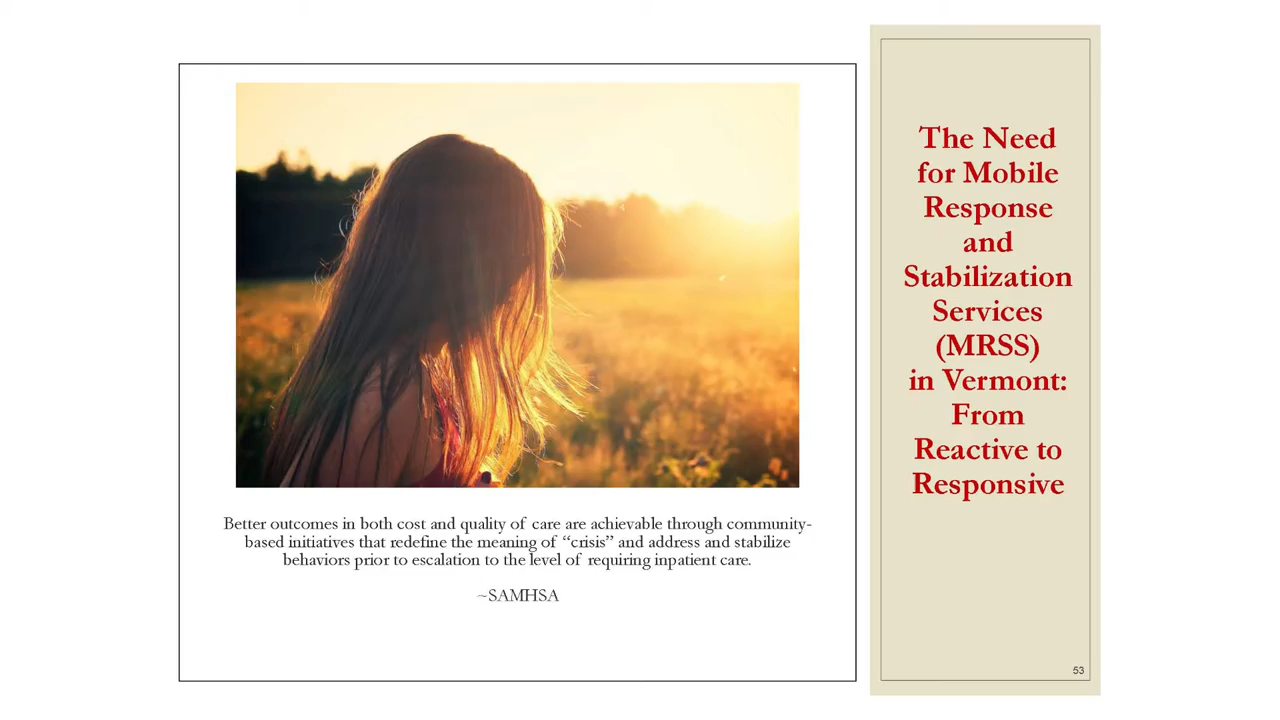 Better outcomes in both cost and quality of care are achievable through community-
based initiatives that redefine the meaning of “crisis” and address and stabilize
behaviors prior to escalation to the level of requiring inpatient care.
~SAMHSA
The Need
for Mobile
Response
and
Stabilization
Services
(MRSS)
in Vermont:
From
Reactive to
Responsive
53